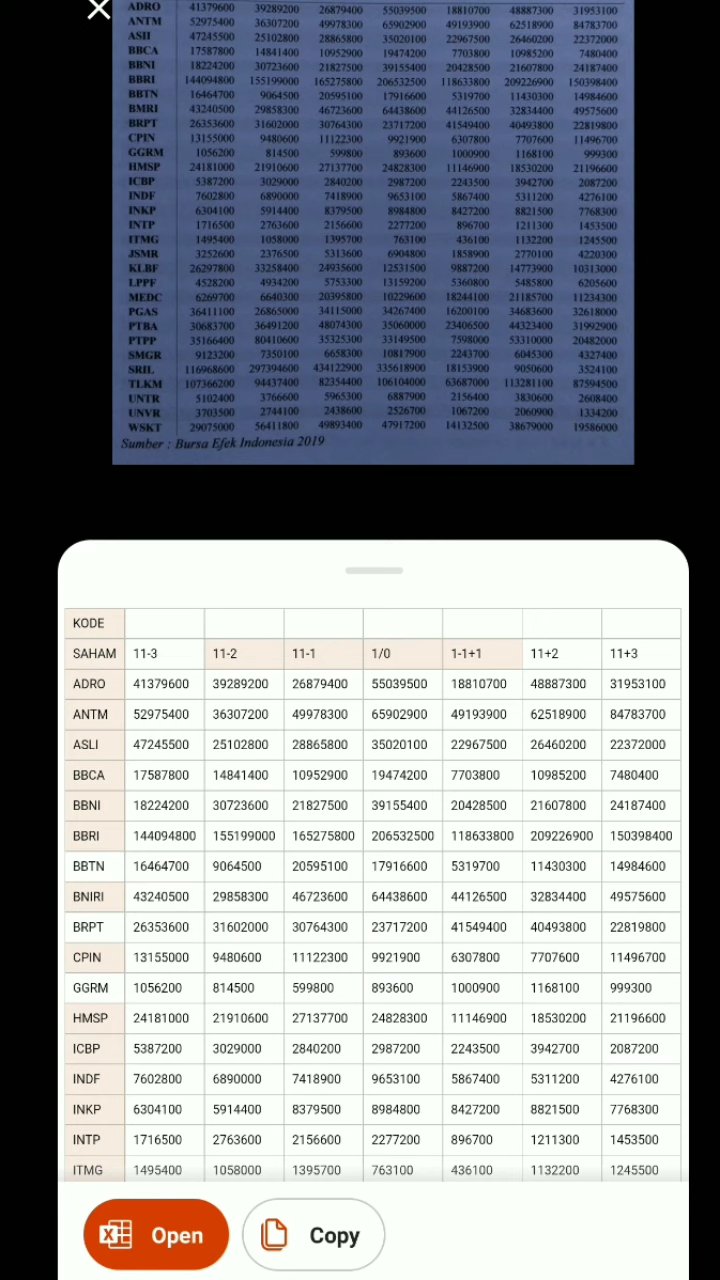 ADRO 41379600 39289200 26879400 55039500 18810700 48887300 31953100
ANTM 52975400 36307200 49978300 65902900 49193900 62518900 84783700
ASII 47245500 25102800 28865800 35020100 22967500 26460200 22372000
BBCA 17587800 14841400 10952900 19474200 7703800 10985200 7480400
BBNI 18224200 30723600 21827500 39155400 20428500 21607800 24187400
BBRI 144094800 155199000 165275800 206532500 118633800 209226900 150398400
BBTN 16464700 9064500 20595100 17916600 5319700 11430300 14984600
BMRI 43240500 29858300 46723600 64438600 44126500 32834400 49575600
BRPT 26353600 31602000 30764300 23717200 41549400 40493800 22819800
CPIN 13155000 9480600 11122300 9921900 6307800 7707600 11496700
GGRM 1056200 814500 599800 893600 1000900 1168100 999300
HMSP 24181000 21910600 27137700 24828300 11146900 18530200 21196600
ICBP 5387200 3029000 2840200 2987200 2243500 3942700 2087200
INDF 7602800 6890000 7418900 9653100 5867400 5311200 4276100
INKP 6304100 5914400 8379500 8984800 8427200 8821500 7768300
INTP 1716500 2763600 2156600 2277200 896700 1211300 1453500
ITMG 1495400 1058000 1395700 763100 436100 1132200 1245500
JSMR 3252600 2376500 5313600 6904800 1858900 2770100 4220300
KLBF 26297800 33258400 24935600 12531500 9887200 14773900 10313000
LPPF 4528200 4934200 5753300 13159200 5360800 5485800 6205600
MEDC 6269700 6640300 20395800 10229600 18244100 21185700 11234300
PGAS 36411100 26865000 34115000 34267400 16200100 34683600 32618000
PTBA 30683700 36491200 48074300 35060000 23406500 44323400 31992900
PTPP 35166400 80410600 35325300 33149500 7598000 53310000 20482000
SMGR 9123200 7350100 6658300 10817900 2243700 6045300 4327400
SRIL 116968600 297394600 434122900 335618900 18153900 9050600 3524100
TLKM 107366200 94437400 82354400 106104000 63687000 113281100 87594500
UNTR 5102400 3766600 5965300 6887900 2156400 3830600 2608400
UNVR 3703500 2744100 2438600 2526700 1067200 2060900 1334200
WSKT 29075000 56411800 49893400 47917200 14132500 38679000 19586000
Sumber : Bursa Efek Indonesia 2019
KODE
SAHAM 11-3 11-2 11-1 1/0 1-1+1 11+2 11+3
ADRO 41379600 39289200 26879400 55039500 18810700 48887300 31953100
ANTM 52975400 36307200 49978300 65902900 49193900 62518900 84783700
ASLI 47245500 25102800 28865800 35020100 22967500 26460200 22372000
BBCA 17587800 14841400 10952900 19474200 7703800 10985200 7480400
BBNI 18224200 30723600 21827500 39155400 20428500 21607800 24187400
BBRI 144094800 155199000 165275800 206532500 118633800 209226900 150398400
BBTN 16464700 9064500 20595100 17916600 5319700 11430300 14984600
BNIRI 43240500 29858300 46723600 64438600 44126500 32834400 49575600
BRPT 26353600 31602000 30764300 23717200 41549400 40493800 22819800
CPIN 13155000 9480600 11122300 9921900 6307800 7707600 11496700
GGRM 1056200 814500 599800 893600 1000900 1168100 999300
HMSP 24181000 21910600 27137700 24828300 11146900 18530200 21196600
ICBP 5387200 3029000 2840200 2987200 2243500 3942700 2087200
INDF 7602800 6890000 7418900 9653100 5867400 5311200 4276100
INKP 6304100 5914400 8379500 8984800 8427200 8821500 7768300
INTP 1716500 2763600 2156600 2277200 896700 1211300 1453500
ITMG 1495400 1058000 1395700 763100 436100 1132200 1245500
Open Copy